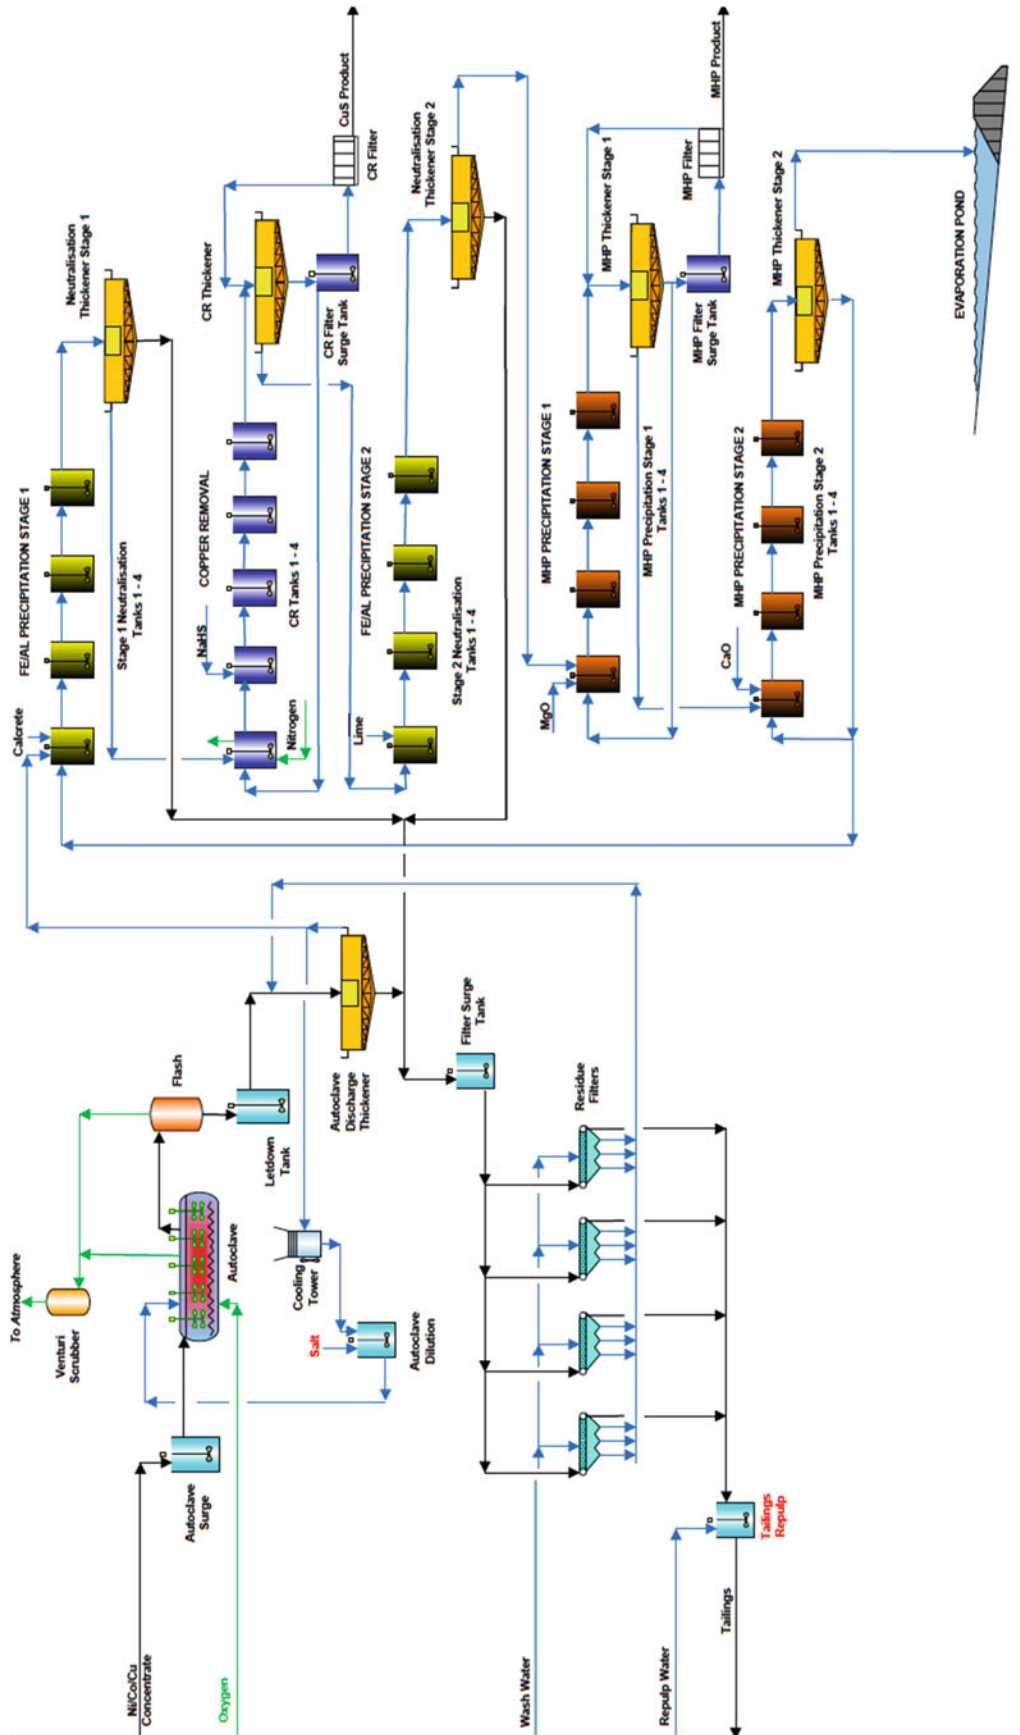 Ni/Co/Cu
Concentrate
Oxygen
Autoclave
Surge
To Atmosphere
Venturi
Scrubber
Autoclave
Flash
Letdown
Tank
Salt
Cooling
Tower
Autoclave
Dilution
Autoclave
Discharge
Thickener
Filter Surge
Tank
Wash Water
Residue
Filters
Repulp Water
Tailings
Repulp
Tailings
Calcrete
FE/AL PRECIPITATION STAGE 1
Stage 1 Neutralisation
Tanks 1 - 4
Neutralisation
Thickener Stage 1
NaHS
COPPER REMOVAL
Nitrogen
CR Tanks 1 - 4
CR Thickener
CR Filter
Surge Tank
CR Filter
CuS Product
Lime
FE/AL PRECIPITATION STAGE 2
Stage 2 Neutralisation
Tanks 1 - 4
Neutralisation
Thickener Stage 2
MgO
MHP PRECIPITATION STAGE 1
MHP Precipitation Stage 1
Tanks 1 - 4
MHP Thickener Stage 1
MHP Filter
Surge Tank
MHP Filter
MHP Product
CaO
MHP PRECIPITATION STAGE 2
MHP Precipitation Stage 2
Tanks 1 - 4
MHP Thickener Stage 2
EVAPORATION POND